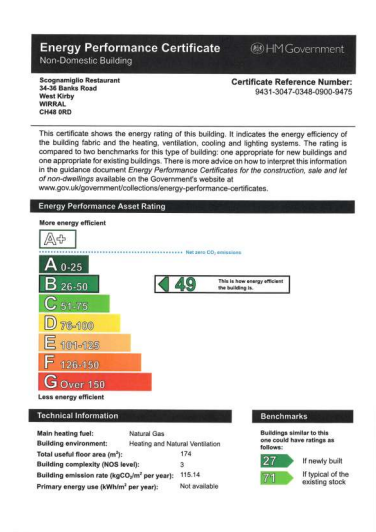 Energy Performance Certificate
HM Government
Non-Domestic Building
Scognamiglio Restaurant
34-36 Banks Road
West Kirby
WIRRAL
CH48 0RD
Certificate Reference Number:
9431-3047-0348-0900-9475
This certificate shows the energy rating of this building. It indicates the energy efficiency of
the building fabric and the heating, ventilation, cooling and lighting systems. The rating is
compared to two benchmarks for this type of building: one appropriate for new buildings and
one appropriate for existing buildings. There is more advice on how to interpret this information
in the guidance document Energy Performance Certificates for the construction, sale and let
of non-dwellings available on the Government's website at
www.gov.uk/government/collections/energy-performance-certificates.
Energy Performance Asset Rating
More energy efficient
A+
Net zero CO₂ emissions
A 0-25
B 26-50
49
This is how energy efficient
the building is.
C 51-75
D 76-100
E 101-125
F 126-150
G Over 150
Less energy efficient
Technical Information
Main heating fuel: Natural Gas
Building environment: Heating and Natural Ventilation
Total useful floor area (m²): 174
Building complexity (NOS level): 3
Building emission rate (kgCO₂/m² per year): 115.14
Primary energy use (kWh/m² per year): Not available
Benchmarks
Buildings similar to this
one could have ratings as
follows:
27 If newly built
71 If typical of the
existing stock